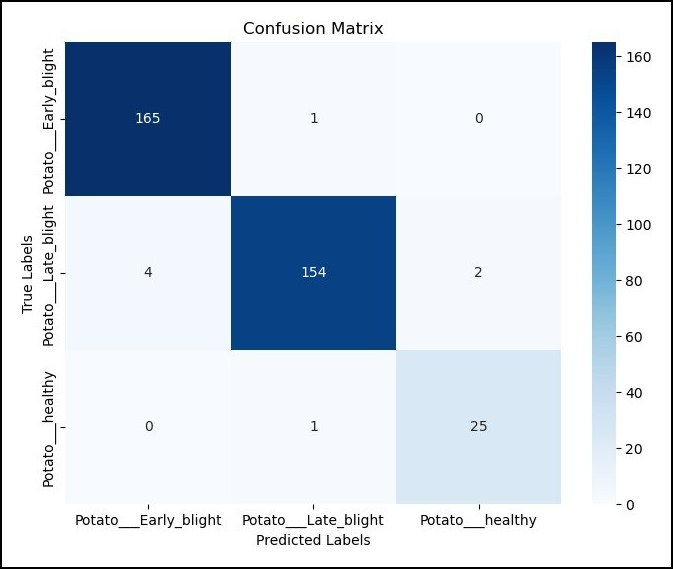 Confusion Matrix
True Labels
Potato___Early_blight
165
1
0
Potato___Late_blight
4
154
2
Potato___healthy
0
1
25
Potato___Early_blight
Potato___Late_blight
Potato___healthy
Predicted Labels
160
140
120
100
80
60
40
20
0